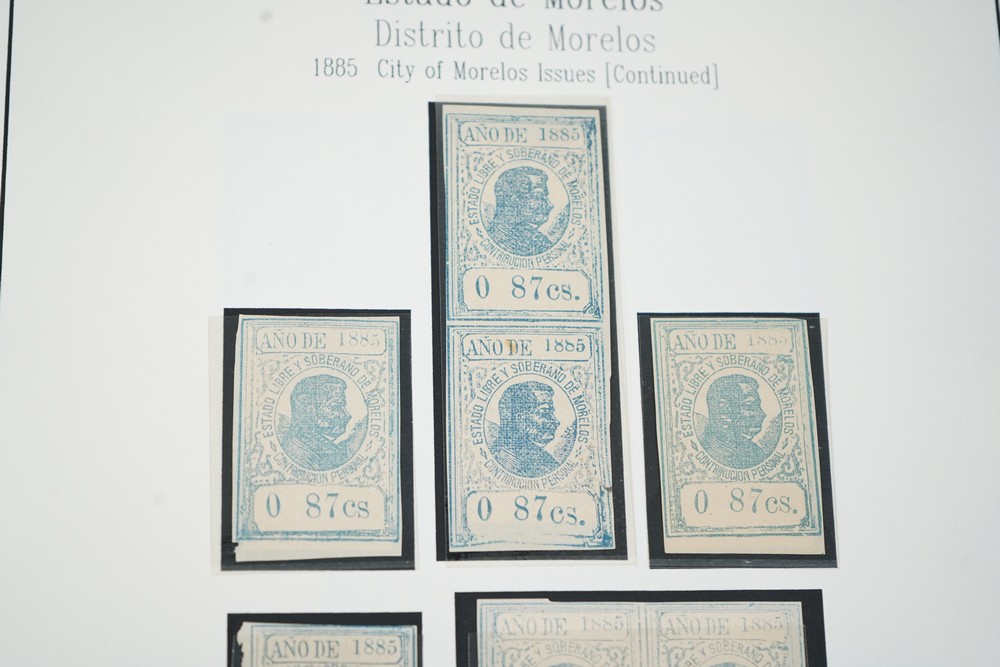 Estado de Morelos
Distrito de Morelos
1885 City of Morelos Issues [Continued]
AÑO DE 1885
ESTADO LIBRE Y SOBERANO DE MORELOS
CONTRIBUCION PERSONAL
0 87cs.
AÑO DE 1885
ESTADO LIBRE Y SOBERANO DE MORELOS
CONTRIBUCION PERSONAL
0 87cs.
AÑO DE 1885
ESTADO LIBRE Y SOBERANO DE MORELOS
CONTRIBUCION PERSONAL
0 87cs
AÑO DE 1885
ESTADO LIBRE Y SOBERANO DE MORELOS
CONTRIBUCION PERSONAL
0 87cs.
AÑO DE 1885
AÑO DE 1885
AÑO DE 1885